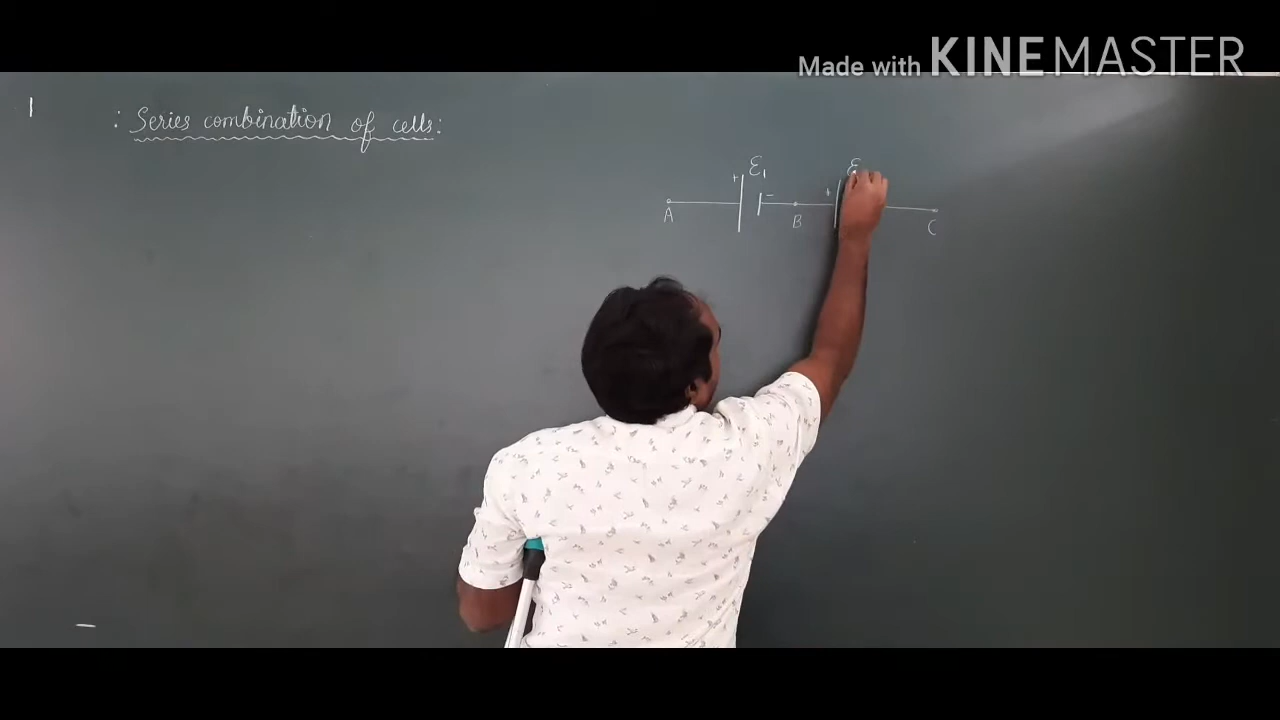 Made with KINEMASTER
: Series combination of cells:
+ ε₁ - + ε
A B C